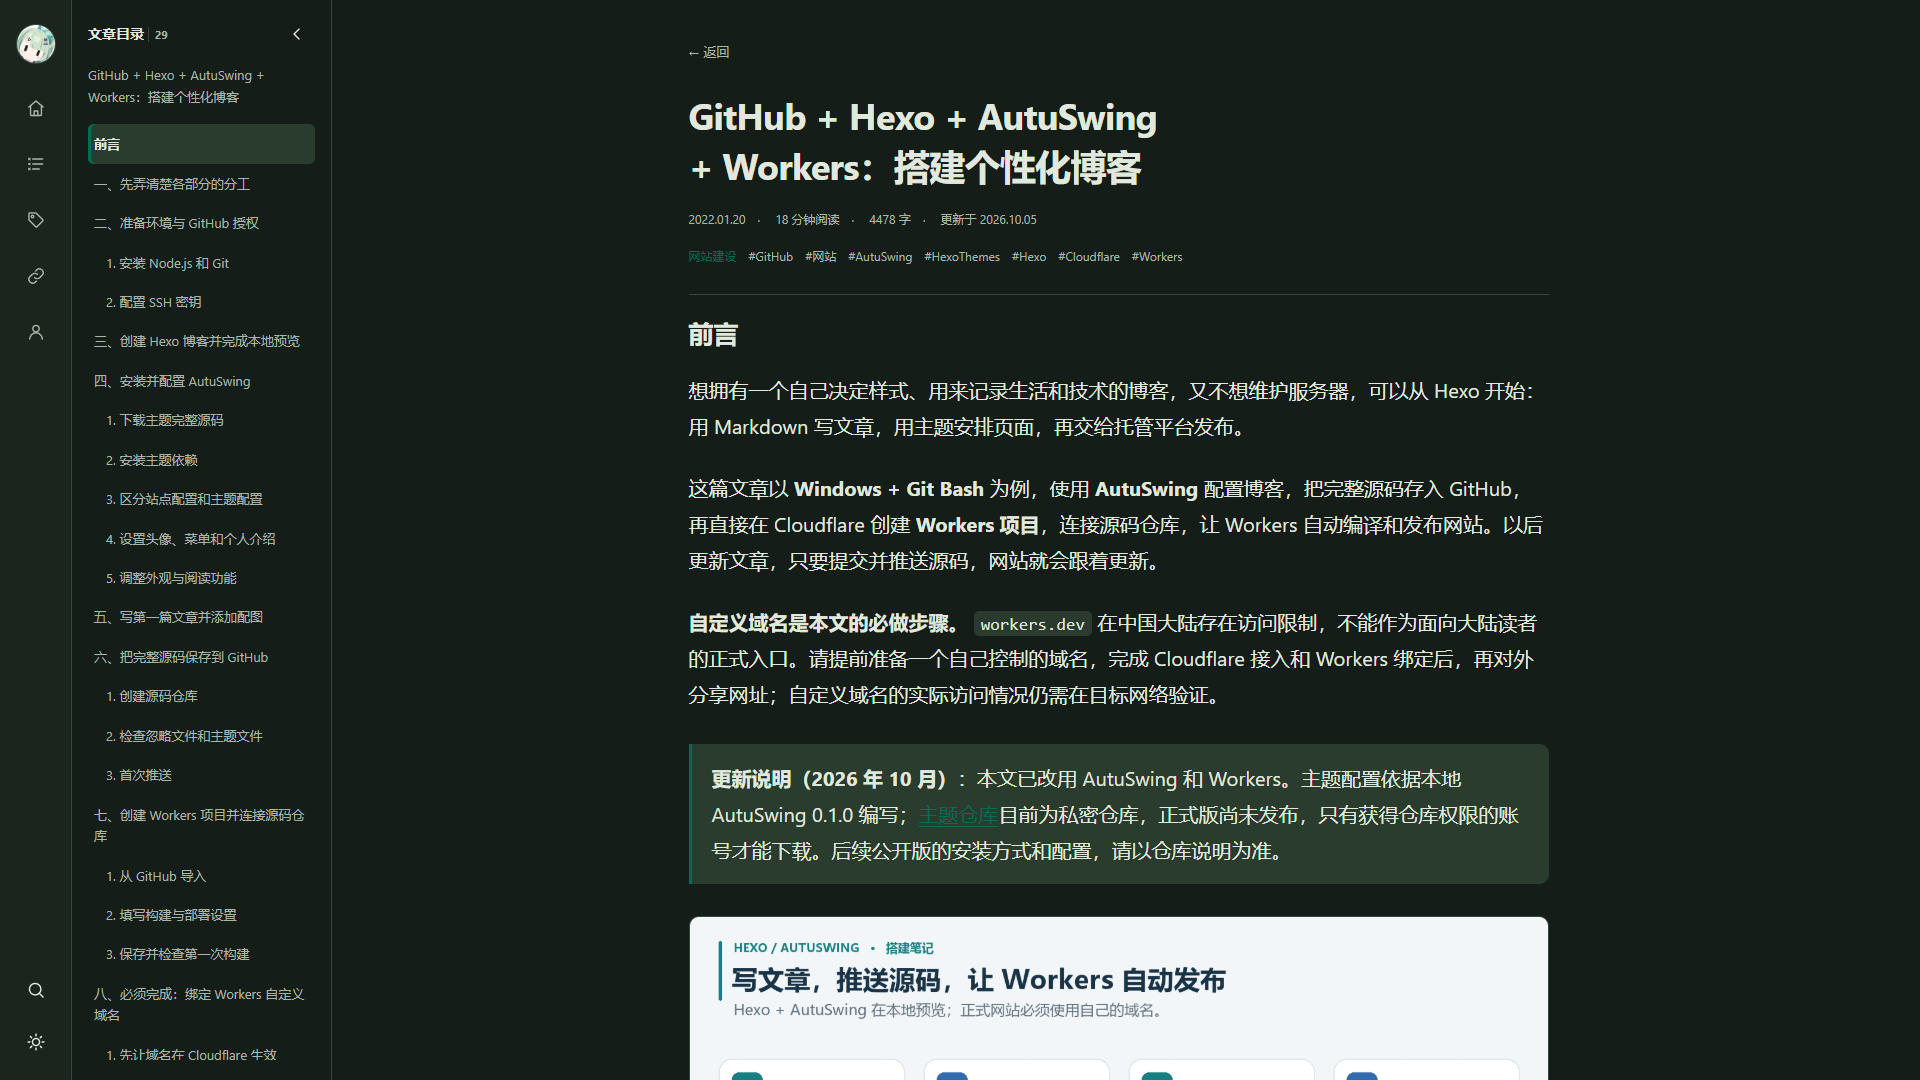 文章目录 29
GitHub + Hexo + AutuSwing +
Workers：搭建个性化博客
前言
一、先弄清楚各部分的分工
二、准备环境与 GitHub 授权
1. 安装 Node.js 和 Git
2. 配置 SSH 密钥
三、创建 Hexo 博客并完成本地预览
四、安装并配置 AutuSwing
1. 下载主题完整源码
2. 安装主题依赖
3. 区分站点配置和主题配置
4. 设置头像、菜单和个人介绍
5. 调整外观与阅读功能
五、写第一篇文章并添加配图
六、把完整源码保存到 GitHub
1. 创建源码仓库
2. 检查忽略文件和主题文件
3. 首次推送
七、创建 Workers 项目并连接源码仓
库
1. 从 GitHub 导入
2. 填写构建与部署设置
3. 保存并检查第一次构建
八、必须完成：绑定 Workers 自定义
域名
1. 先让域名在 Cloudflare 生效
← 返回
GitHub + Hexo + AutuSwing
+ Workers：搭建个性化博客
2022.01.20 · 18 分钟阅读 · 4478 字 · 更新于 2026.10.05
网站建设 #GitHub #网站 #AutuSwing #HexoThemes #Hexo #Cloudflare #Workers
前言
想拥有一个自己决定样式、用来记录生活和技术的博客，又不想维护服务器，可以从 Hexo 开始：
用 Markdown 写文章，用主题安排页面，再交给托管平台发布。
这篇文章以 Windows + Git Bash 为例，使用 AutuSwing 配置博客，把完整源码存入 GitHub，
再直接在 Cloudflare 创建 Workers 项目，连接源码仓库，让 Workers 自动编译和发布网站。以后
更新文章，只要提交并推送源码，网站就会跟着更新。
自定义域名是本文的必做步骤。 workers.dev 在中国大陆存在访问限制，不能作为面向大陆读者
的正式入口。请提前准备一个自己控制的域名，完成 Cloudflare 接入和 Workers 绑定后，再对外
分享网址；自定义域名的实际访问情况仍需在目标网络验证。
更新说明（2026 年 10 月）：本文已改用 AutuSwing 和 Workers。主题配置依据本地
AutuSwing 0.1.0 编写；主题仓库目前为私密仓库，正式版尚未发布，只有获得仓库权限的账
号才能下载。后续公开版的安装方式和配置，请以仓库说明为准。
HEXO / AUTUSWING • 搭建笔记
写文章，推送源码，让 Workers 自动发布
Hexo + AutuSwing 在本地预览；正式网站必须使用自己的域名。